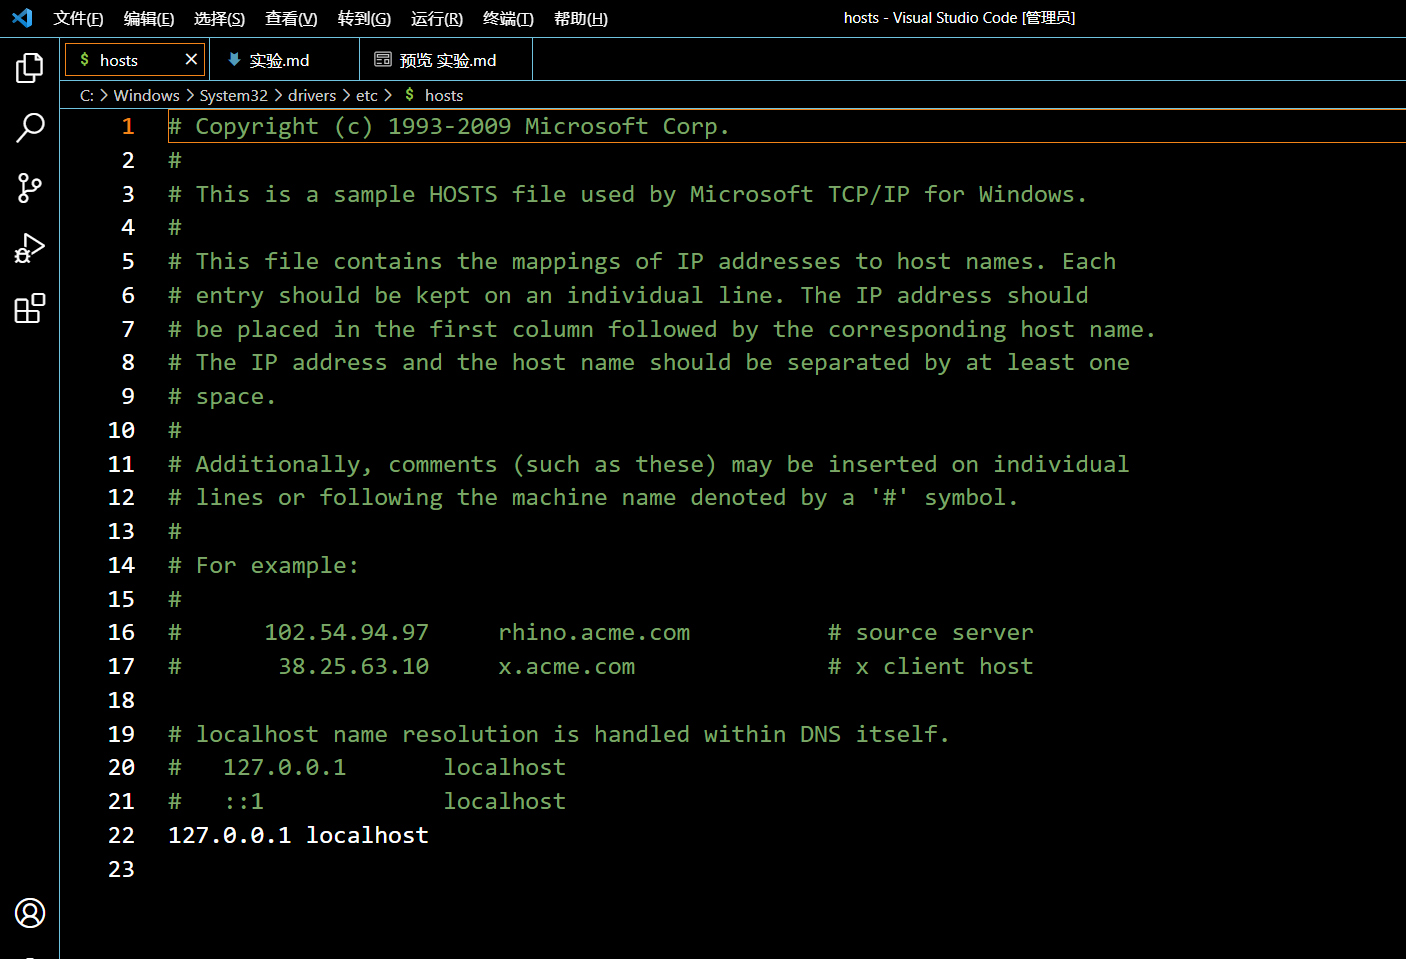 文件(F) 编辑(E) 选择(S) 查看(V) 转到(G) 运行(R) 终端(T) 帮助(H) hosts - Visual Studio Code [管理员]
$ hosts 实验.md 预览 实验.md
C: > Windows > System32 > drivers > etc > $ hosts
1 # Copyright (c) 1993-2009 Microsoft Corp.
2 #
3 # This is a sample HOSTS file used by Microsoft TCP/IP for Windows.
4 #
5 # This file contains the mappings of IP addresses to host names. Each
6 # entry should be kept on an individual line. The IP address should
7 # be placed in the first column followed by the corresponding host name.
8 # The IP address and the host name should be separated by at least one
9 # space.
10 #
11 # Additionally, comments (such as these) may be inserted on individual
12 # lines or following the machine name denoted by a '#' symbol.
13 #
14 # For example:
15 #
16 #      102.54.94.97     rhino.acme.com          # source server
17 #       38.25.63.10     x.acme.com              # x client host
18
19 # localhost name resolution is handled within DNS itself.
20 #   127.0.0.1       localhost
21 #   ::1             localhost
22 127.0.0.1 localhost
23